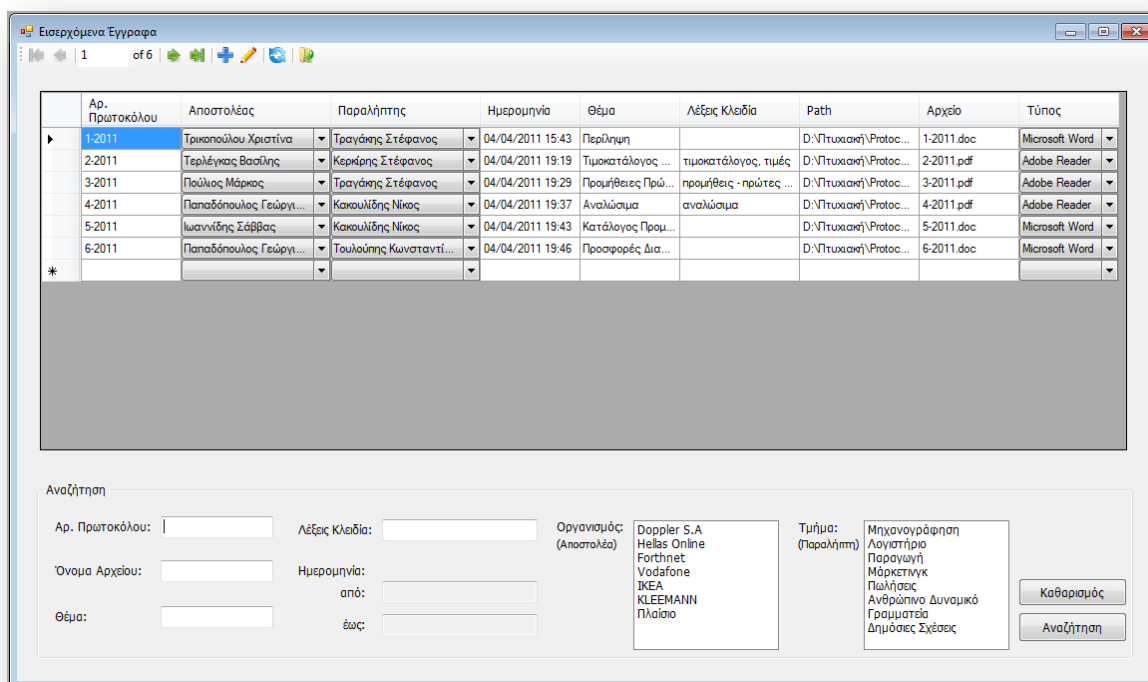 Εισερχόμενα Έγγραφα
1 of 6
Αρ. Πρωτοκόλου Αποστολέας Παραλήπτης Ημερομηνία Θέμα Λέξεις Κλειδία Path Αρχείο Τύπος
1-2011 Τρικοπούλου Χριστίνα Τραγάκης Στέφανος 04/04/2011 15:43 Περίληψη D:\Πτυχιακή\Protoc... 1-2011.doc Microsoft Word
2-2011 Τερλέγκας Βασίλης Κερκίρης Στέφανος 04/04/2011 19:19 Τιμοκατάλογος ... τιμοκατάλογος, τιμές D:\Πτυχιακή\Protoc... 2-2011.pdf Adobe Reader
3-2011 Πούλιος Μάρκος Τραγάκης Στέφανος 04/04/2011 19:29 Προμήθειες Πρώ... προμήθεις - πρώτες ... D:\Πτυχιακή\Protoc... 3-2011.pdf Adobe Reader
4-2011 Παπαδόπουλος Γεώργι... Κακουλίδης Νίκος 04/04/2011 19:37 Αναλώσιμα αναλώσιμα D:\Πτυχιακή\Protoc... 4-2011.pdf Adobe Reader
5-2011 Ιωαννίδης Σάββας Κακουλίδης Νίκος 04/04/2011 19:43 Κατάλογος Προμ... D:\Πτυχιακή\Protoc... 5-2011.doc Microsoft Word
6-2011 Παπαδόπουλος Γεώργι... Τουλούπης Κωνσταντί... 04/04/2011 19:46 Προσφορές Δια... D:\Πτυχιακή\Protoc... 6-2011.doc Microsoft Word
Αναζήτηση
Αρ. Πρωτοκόλου:
Όνομα Αρχείου:
Θέμα:
Λέξεις Κλειδία:
Ημερομηνία:
από:
έως:
Οργανισμός:
(Αποστολέα)
Doppler S.A
Hellas Online
Forthnet
Vodafone
IKEA
KLEEMANN
Πλαίσιο
Τμήμα:
(Παραλήπτη)
Μηχανογράφηση
Λογιστήριο
Παραγωγή
Μάρκετινγκ
Πωλήσεις
Ανθρώπινο Δυναμικό
Γραμματεία
Δημόσιες Σχέσεις
Καθαρισμός
Αναζήτηση